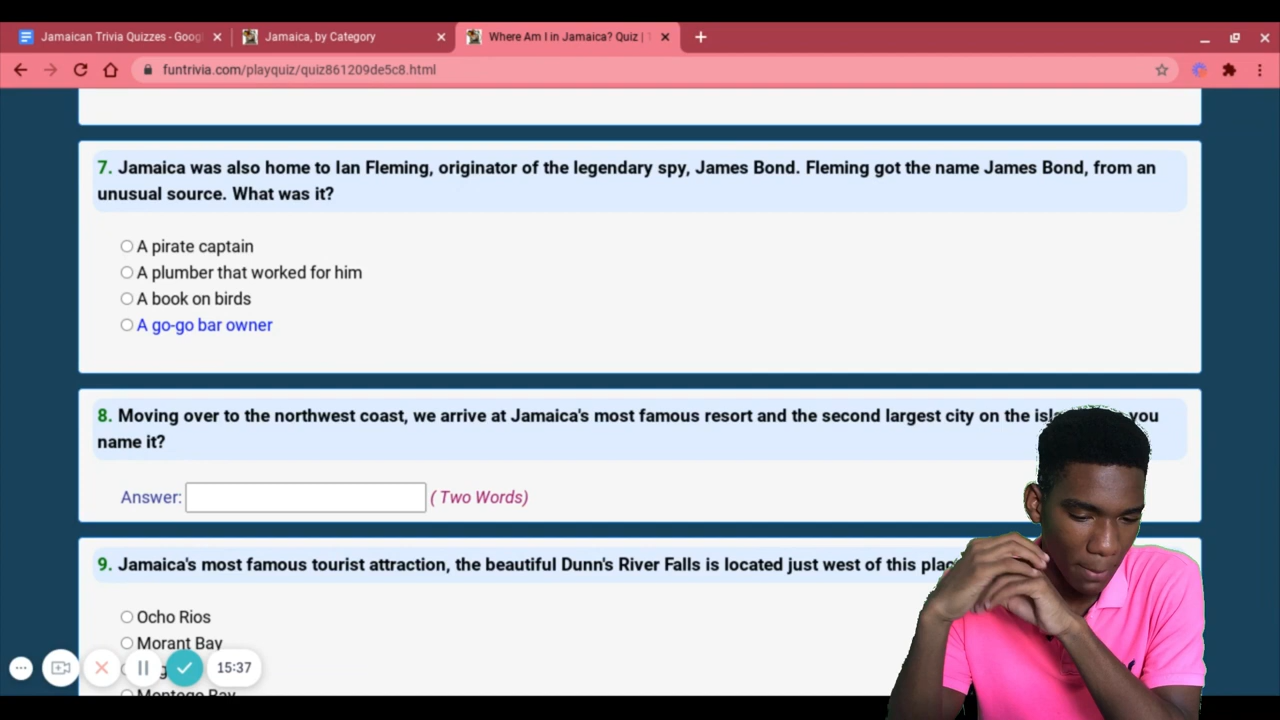 Jamaican Trivia Quizzes - Goog
Jamaica, by Category
Where Am I in Jamaica? Quiz |
funtrivia.com/playquiz/quiz861209de5c8.html
7. Jamaica was also home to Ian Fleming, originator of the legendary spy, James Bond. Fleming got the name James Bond, from an
unusual source. What was it?
A pirate captain
A plumber that worked for him
A book on birds
A go-go bar owner
8. Moving over to the northwest coast, we arrive at Jamaica's most famous resort and the second largest city on the you
name it?
Answer: ( Two Words)
9. Jamaica's most famous tourist attraction, the beautiful Dunn's River Falls is located just west of this
Ocho Rios
Morant Bay
Montego Bay
15:37